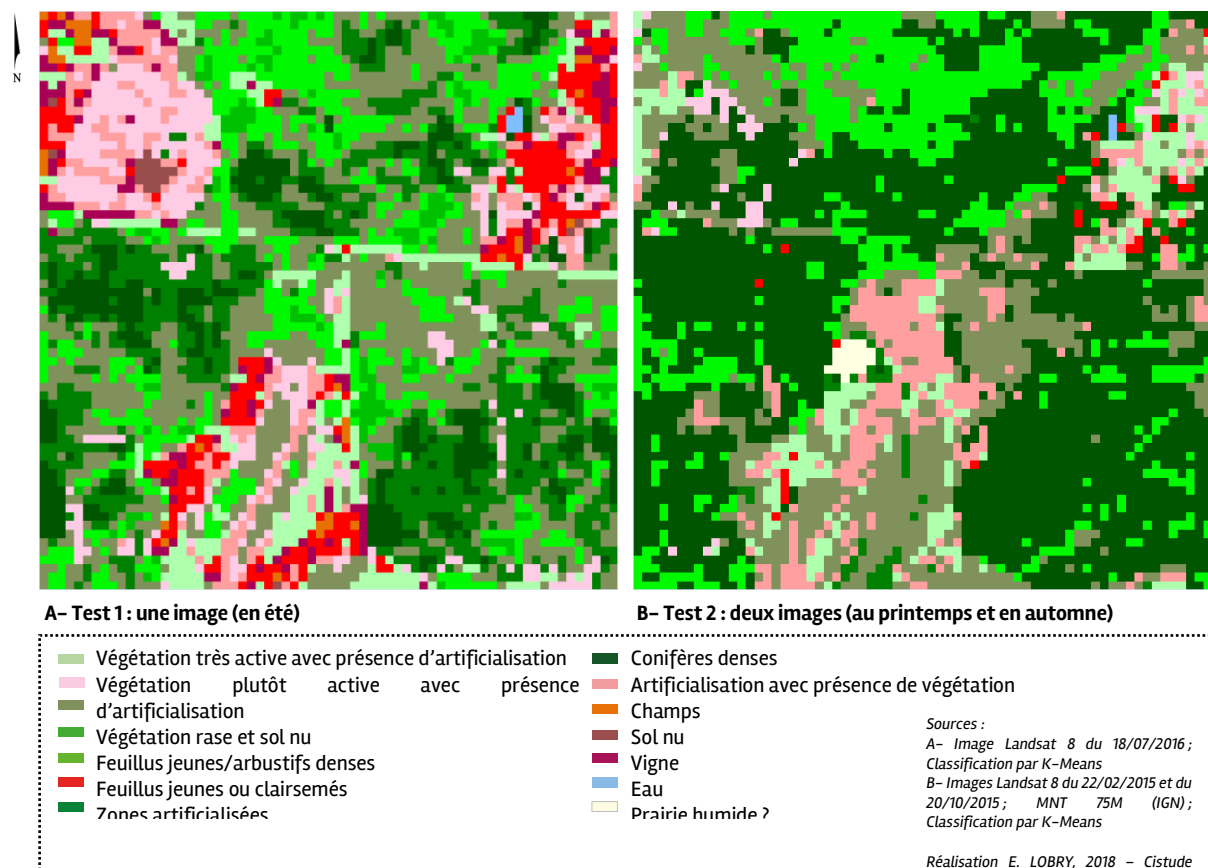 N
A– Test 1 : une image (en été)
B– Test 2 : deux images (au printemps et en automne)
Végétation très active avec présence d'artificialisation
Végétation plutôt active avec présence
d'artificialisation
Végétation rase et sol nu
Feuillus jeunes/arbustifs denses
Feuillus jeunes ou clairsemés
Zones artificialisées
Conifères denses
Artificialisation avec présence de végétation
Champs
Sol nu
Vigne
Eau
Prairie humide ?
Sources :
A– Image Landsat 8 du 18/07/2016 ;
Classification par K–Means
B– Images Landsat 8 du 22/02/2015 et du
20/10/2015 ; MNT 75M (IGN) ;
Classification par K–Means
Réalisation E. LOBRY, 2018 – Cistude